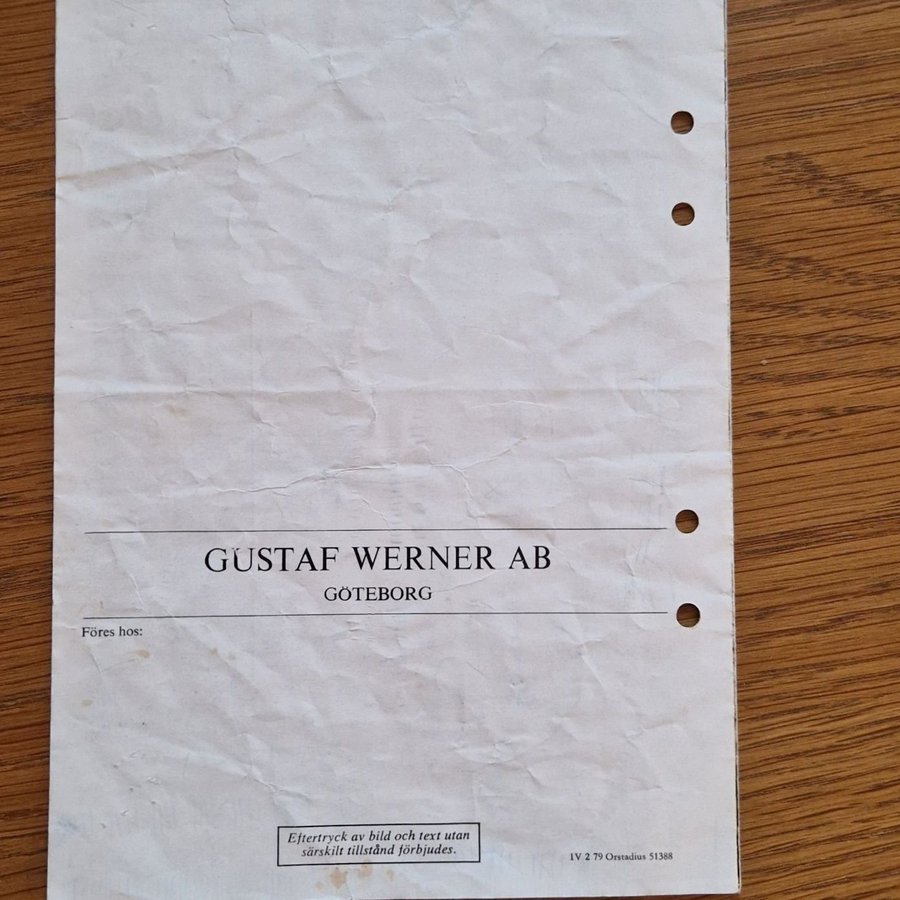 GUSTAF WERNER AB
GÖTEBORG
Föres hos:
Eftertryck av bild och text utan
särskilt tillstånd förbjudes.
1V 2 79 Orstadius 51388